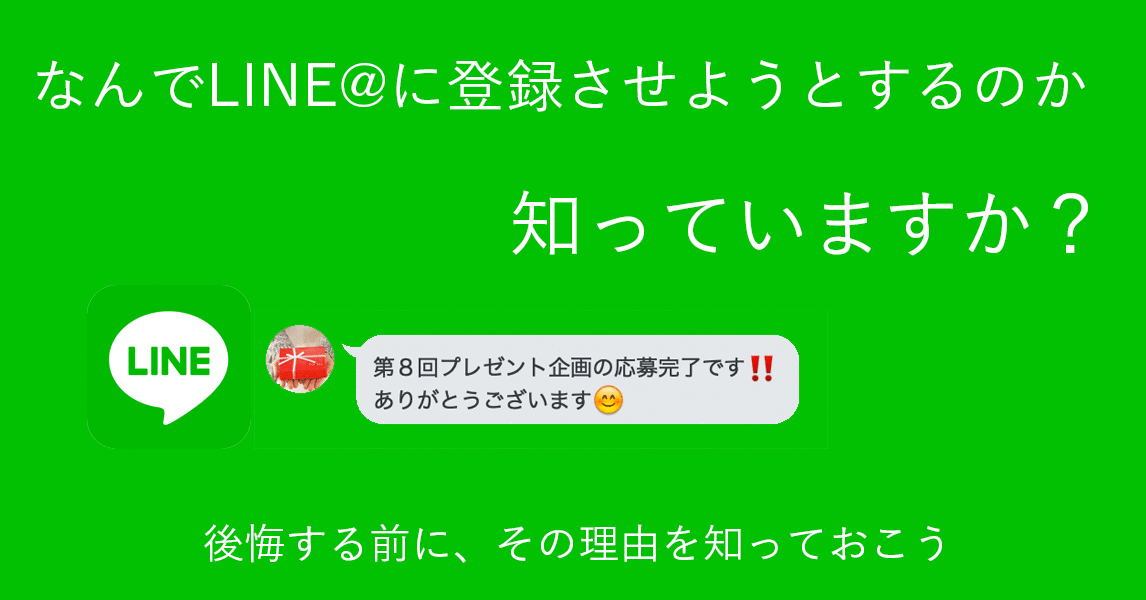 なんでLINE@に登録させようとするのか
知っていますか？
LINE
第８回プレゼント企画の応募完了です‼️
ありがとうございます😊
後悔する前に、その理由を知っておこう